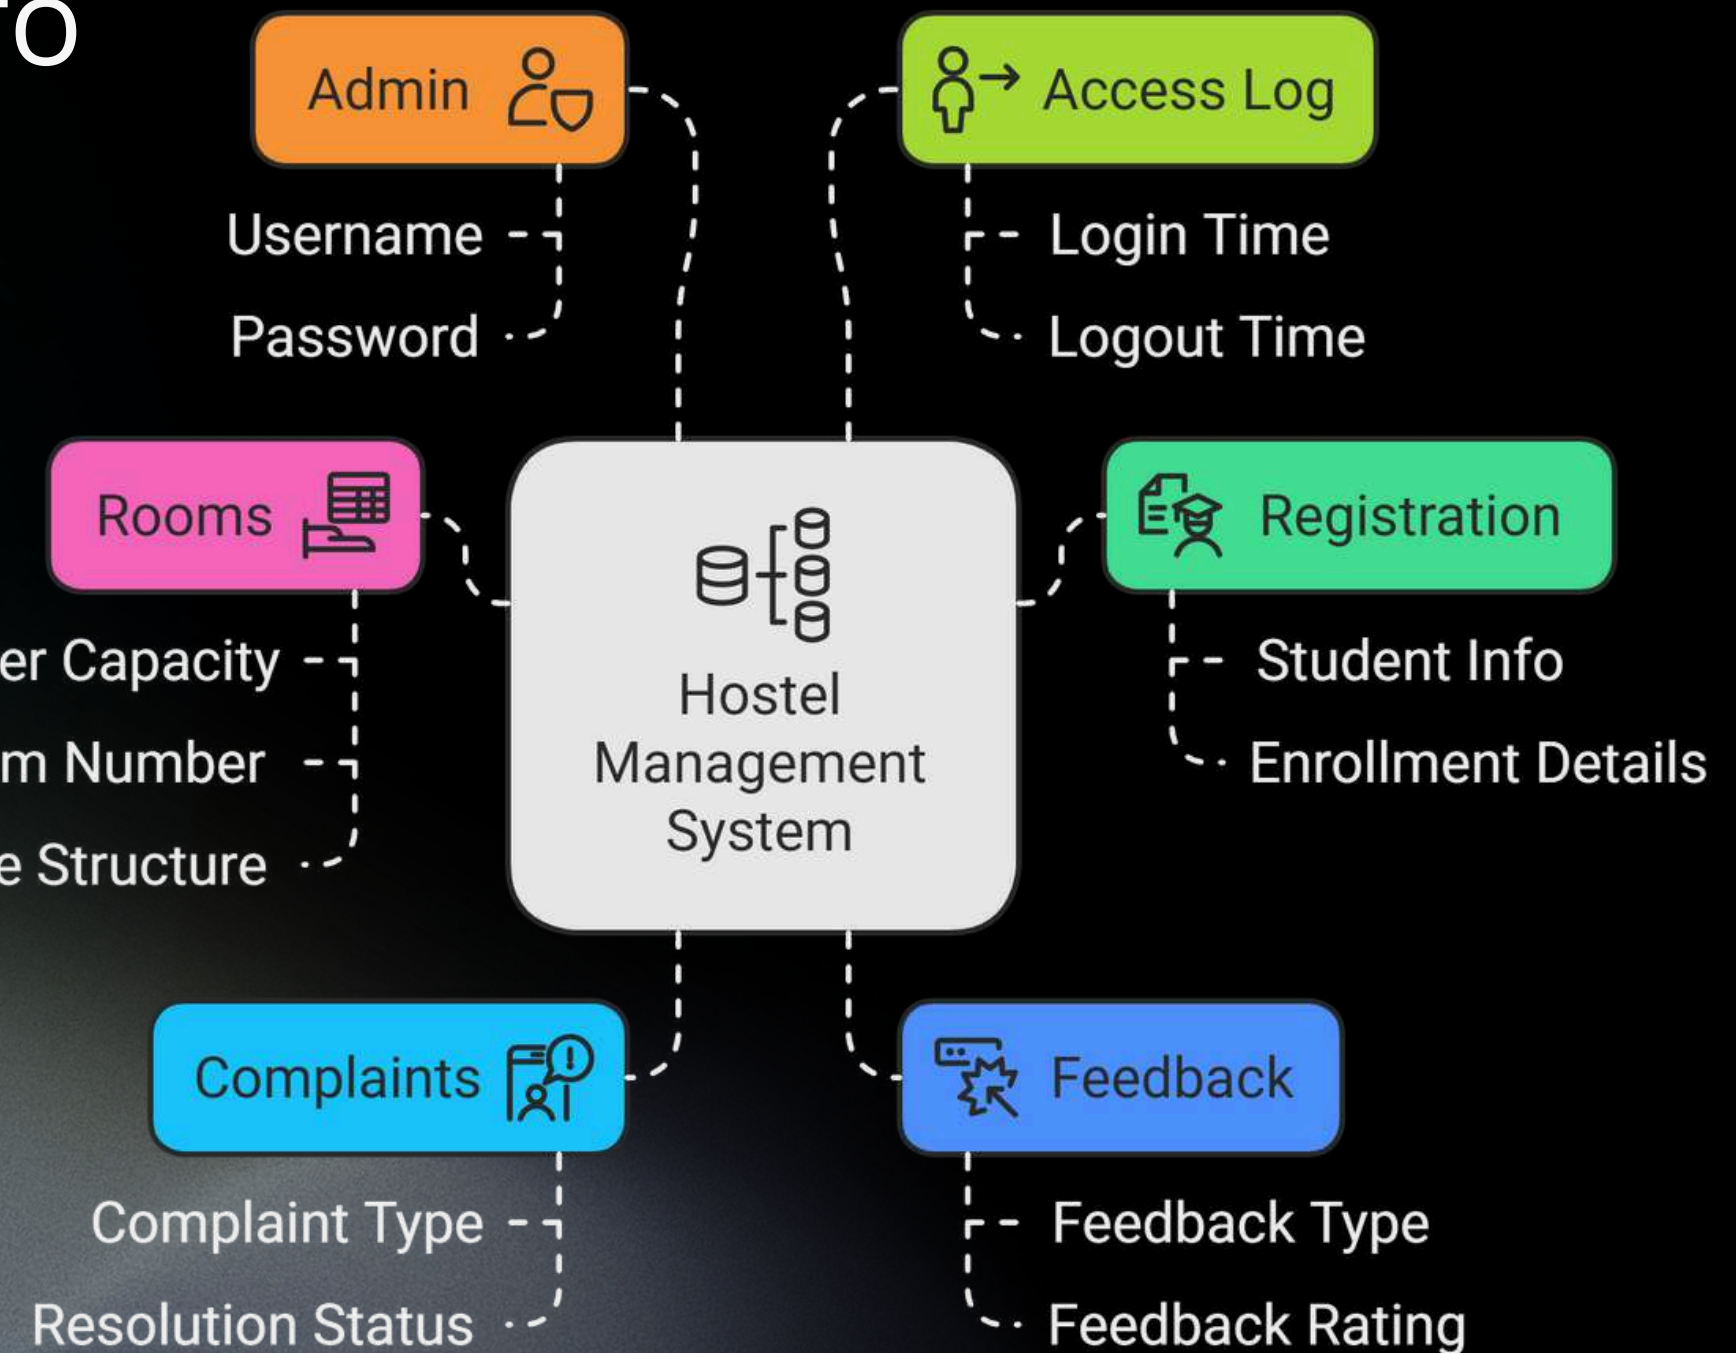 Admin
Username
Password
Access Log
Login Time
Logout Time
Rooms
Capacity
Number
Structure
Hostel
Management
System
Registration
Student Info
Enrollment Details
Complaints
Complaint Type
Resolution Status
Feedback
Feedback Type
Feedback Rating